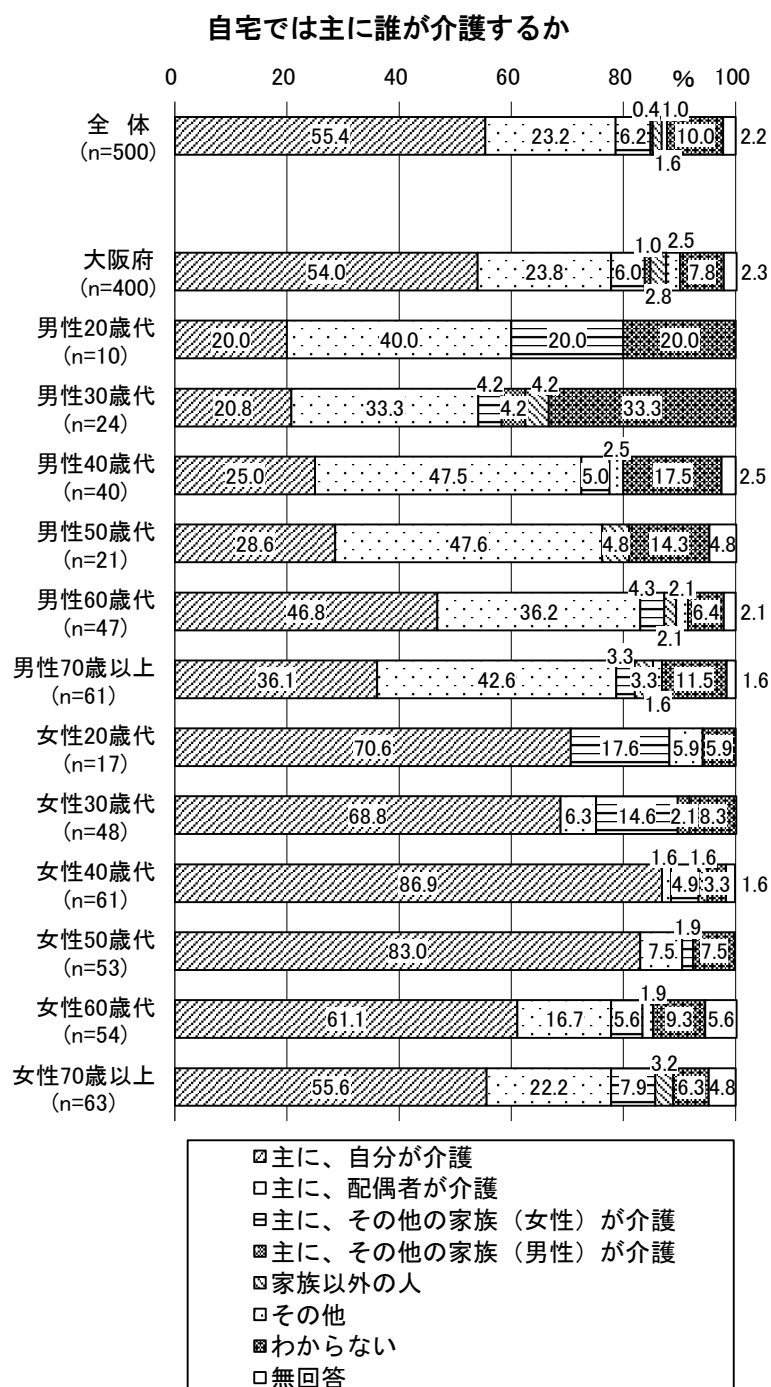 自宅では主に誰が介護するか
0 20 40 60 80 % 100
全 体 55.4 23.2 6.2 0.4 1.6 1.0 10.0 2.2
(n=500)
大阪府 54.0 23.8 6.0 1.0 2.8 2.5 7.8 2.3
(n=400)
男性20歳代 20.0 40.0 20.0 20.0
(n=10)
男性30歳代 20.8 33.3 4.2 4.2 4.2 33.3
(n=24)
男性40歳代 25.0 47.5 5.0 2.5 17.5 2.5
(n=40)
男性50歳代 28.6 47.6 4.8 14.3 4.8
(n=21)
男性60歳代 46.8 36.2 4.3 2.1 2.1 6.4 2.1
(n=47)
男性70歳以上 36.1 42.6 3.3 3.3 1.6 11.5 1.6
(n=61)
女性20歳代 70.6 17.6 5.9 5.9
(n=17)
女性30歳代 68.8 6.3 14.6 2.1 8.3
(n=48)
女性40歳代 86.9 1.6 4.9 1.6 3.3 1.6
(n=61)
女性50歳代 83.0 7.5 1.9 7.5
(n=53)
女性60歳代 61.1 16.7 5.6 1.9 9.3 5.6
(n=54)
女性70歳以上 55.6 22.2 7.9 3.2 6.3 4.8
(n=63)
主に、自分が介護
主に、配偶者が介護
主に、その他の家族（女性）が介護
主に、その他の家族（男性）が介護
家族以外の人
その他
わからない
無回答